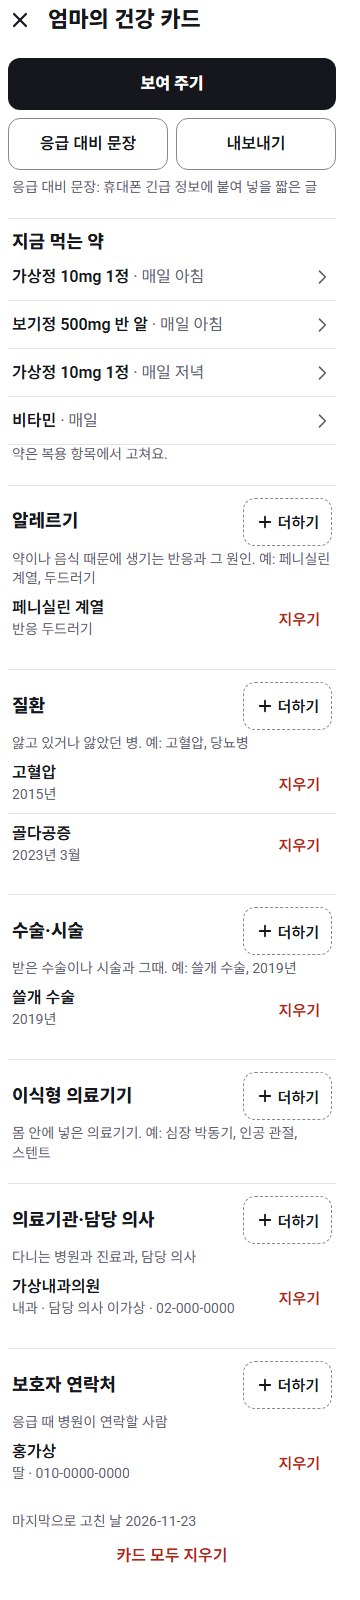 엄마의 건강 카드
보여 주기
응급 대비 문장
내보내기
응급 대비 문장: 휴대폰 긴급 정보에 붙여 넣을 짧은 글
지금 먹는 약
가상정 10mg 1정 · 매일 아침
보기정 500mg 반 알 · 매일 아침
가상정 10mg 1정 · 매일 저녁
비타민 · 매일
약은 복용 항목에서 고쳐요.
알레르기
+ 더하기
약이나 음식 때문에 생기는 반응과 그 원인. 예: 페니실린
계열, 두드러기
페니실린 계열
반응 두드러기
지우기
질환
+ 더하기
앓고 있거나 앓았던 병. 예: 고혈압, 당뇨병
고혈압
2015년
지우기
골다공증
2023년 3월
지우기
수술·시술
+ 더하기
받은 수술이나 시술과 그때. 예: 쓸개 수술, 2019년
쓸개 수술
2019년
지우기
이식형 의료기기
+ 더하기
몸 안에 넣은 의료기기. 예: 심장 박동기, 인공 관절,
스텐트
의료기관·담당 의사
+ 더하기
다니는 병원과 진료과, 담당 의사
가상내과의원
내과 · 담당 의사 이가상 · 02-000-0000
지우기
보호자 연락처
+ 더하기
응급 때 병원이 연락할 사람
홍가상
딸 · 010-0000-0000
지우기
마지막으로 고친 날 2026-11-23
카드 모두 지우기